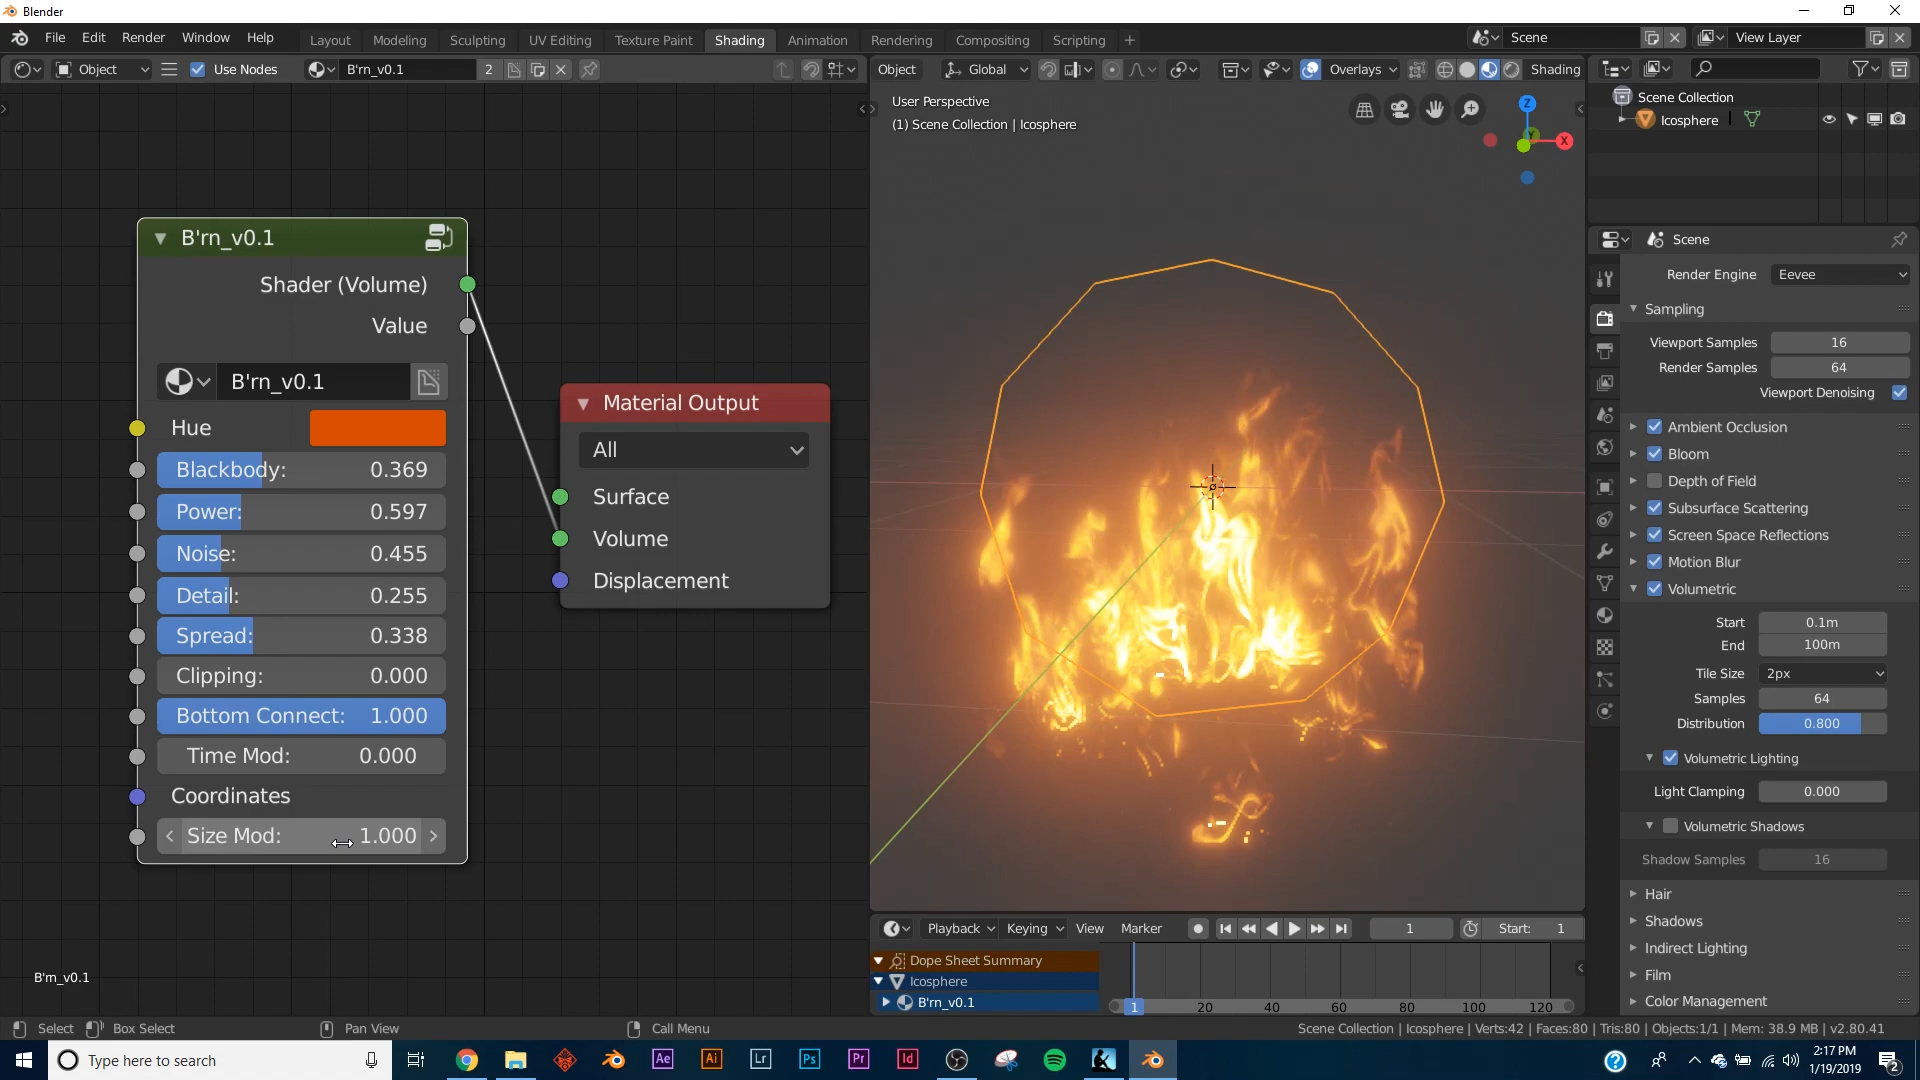 Blender
File Edit Render Window Help Layout Modeling Sculpting UV Editing Texture Paint Shading Animation Rendering Compositing Scripting + Scene View Layer
Object Use Nodes B'rn_v0.1 2 Object Global Overlays Shading
User Perspective
(1) Scene Collection | Icosphere
Z
X
Scene Collection
Icosphere
Scene
Render Engine Eevee
Sampling
Viewport Samples 16
Render Samples 64
Viewport Denoising
Ambient Occlusion
Bloom
Depth of Field
Subsurface Scattering
Screen Space Reflections
Motion Blur
Volumetric
Start 0.1m
End 100m
Tile Size 2px
Samples 64
Distribution 0.800
Volumetric Lighting
Light Clamping 0.000
Volumetric Shadows
Shadow Samples 16
Hair
Shadows
Indirect Lighting
Film
Color Management
B'rn_v0.1
Shader (Volume)
Value
B'rn_v0.1
Hue
Blackbody: 0.369
Power: 0.597
Noise: 0.455
Detail: 0.255
Spread: 0.338
Clipping: 0.000
Bottom Connect: 1.000
Time Mod: 0.000
Coordinates
Size Mod: 1.000
Material Output
All
Surface
Volume
Displacement
B'rn_v0.1
Playback Keying View Marker 1 Start: 1
Dope Sheet Summary
Icosphere
B'rn_v0.1
1 20 40 60 80 100 120
Select Box Select Pan View Call Menu Scene Collection | Icosphere | Verts:42 | Faces:80 | Tris:80 | Objects:1/1 | Mem: 38.9 MB | v2.80.41
Type here to search Ae Ai Lr Ps Pr Id
2:17 PM
1/19/2019
2